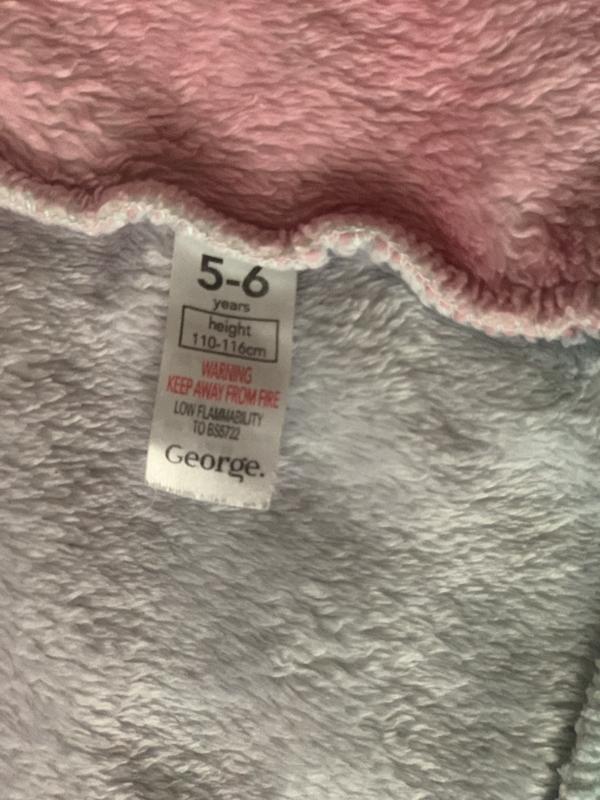 5-6
years
height
110-116cm
WARNING
KEEP AWAY FROM FIRE
LOW FLAMMABILITY
TO BS5722
George.